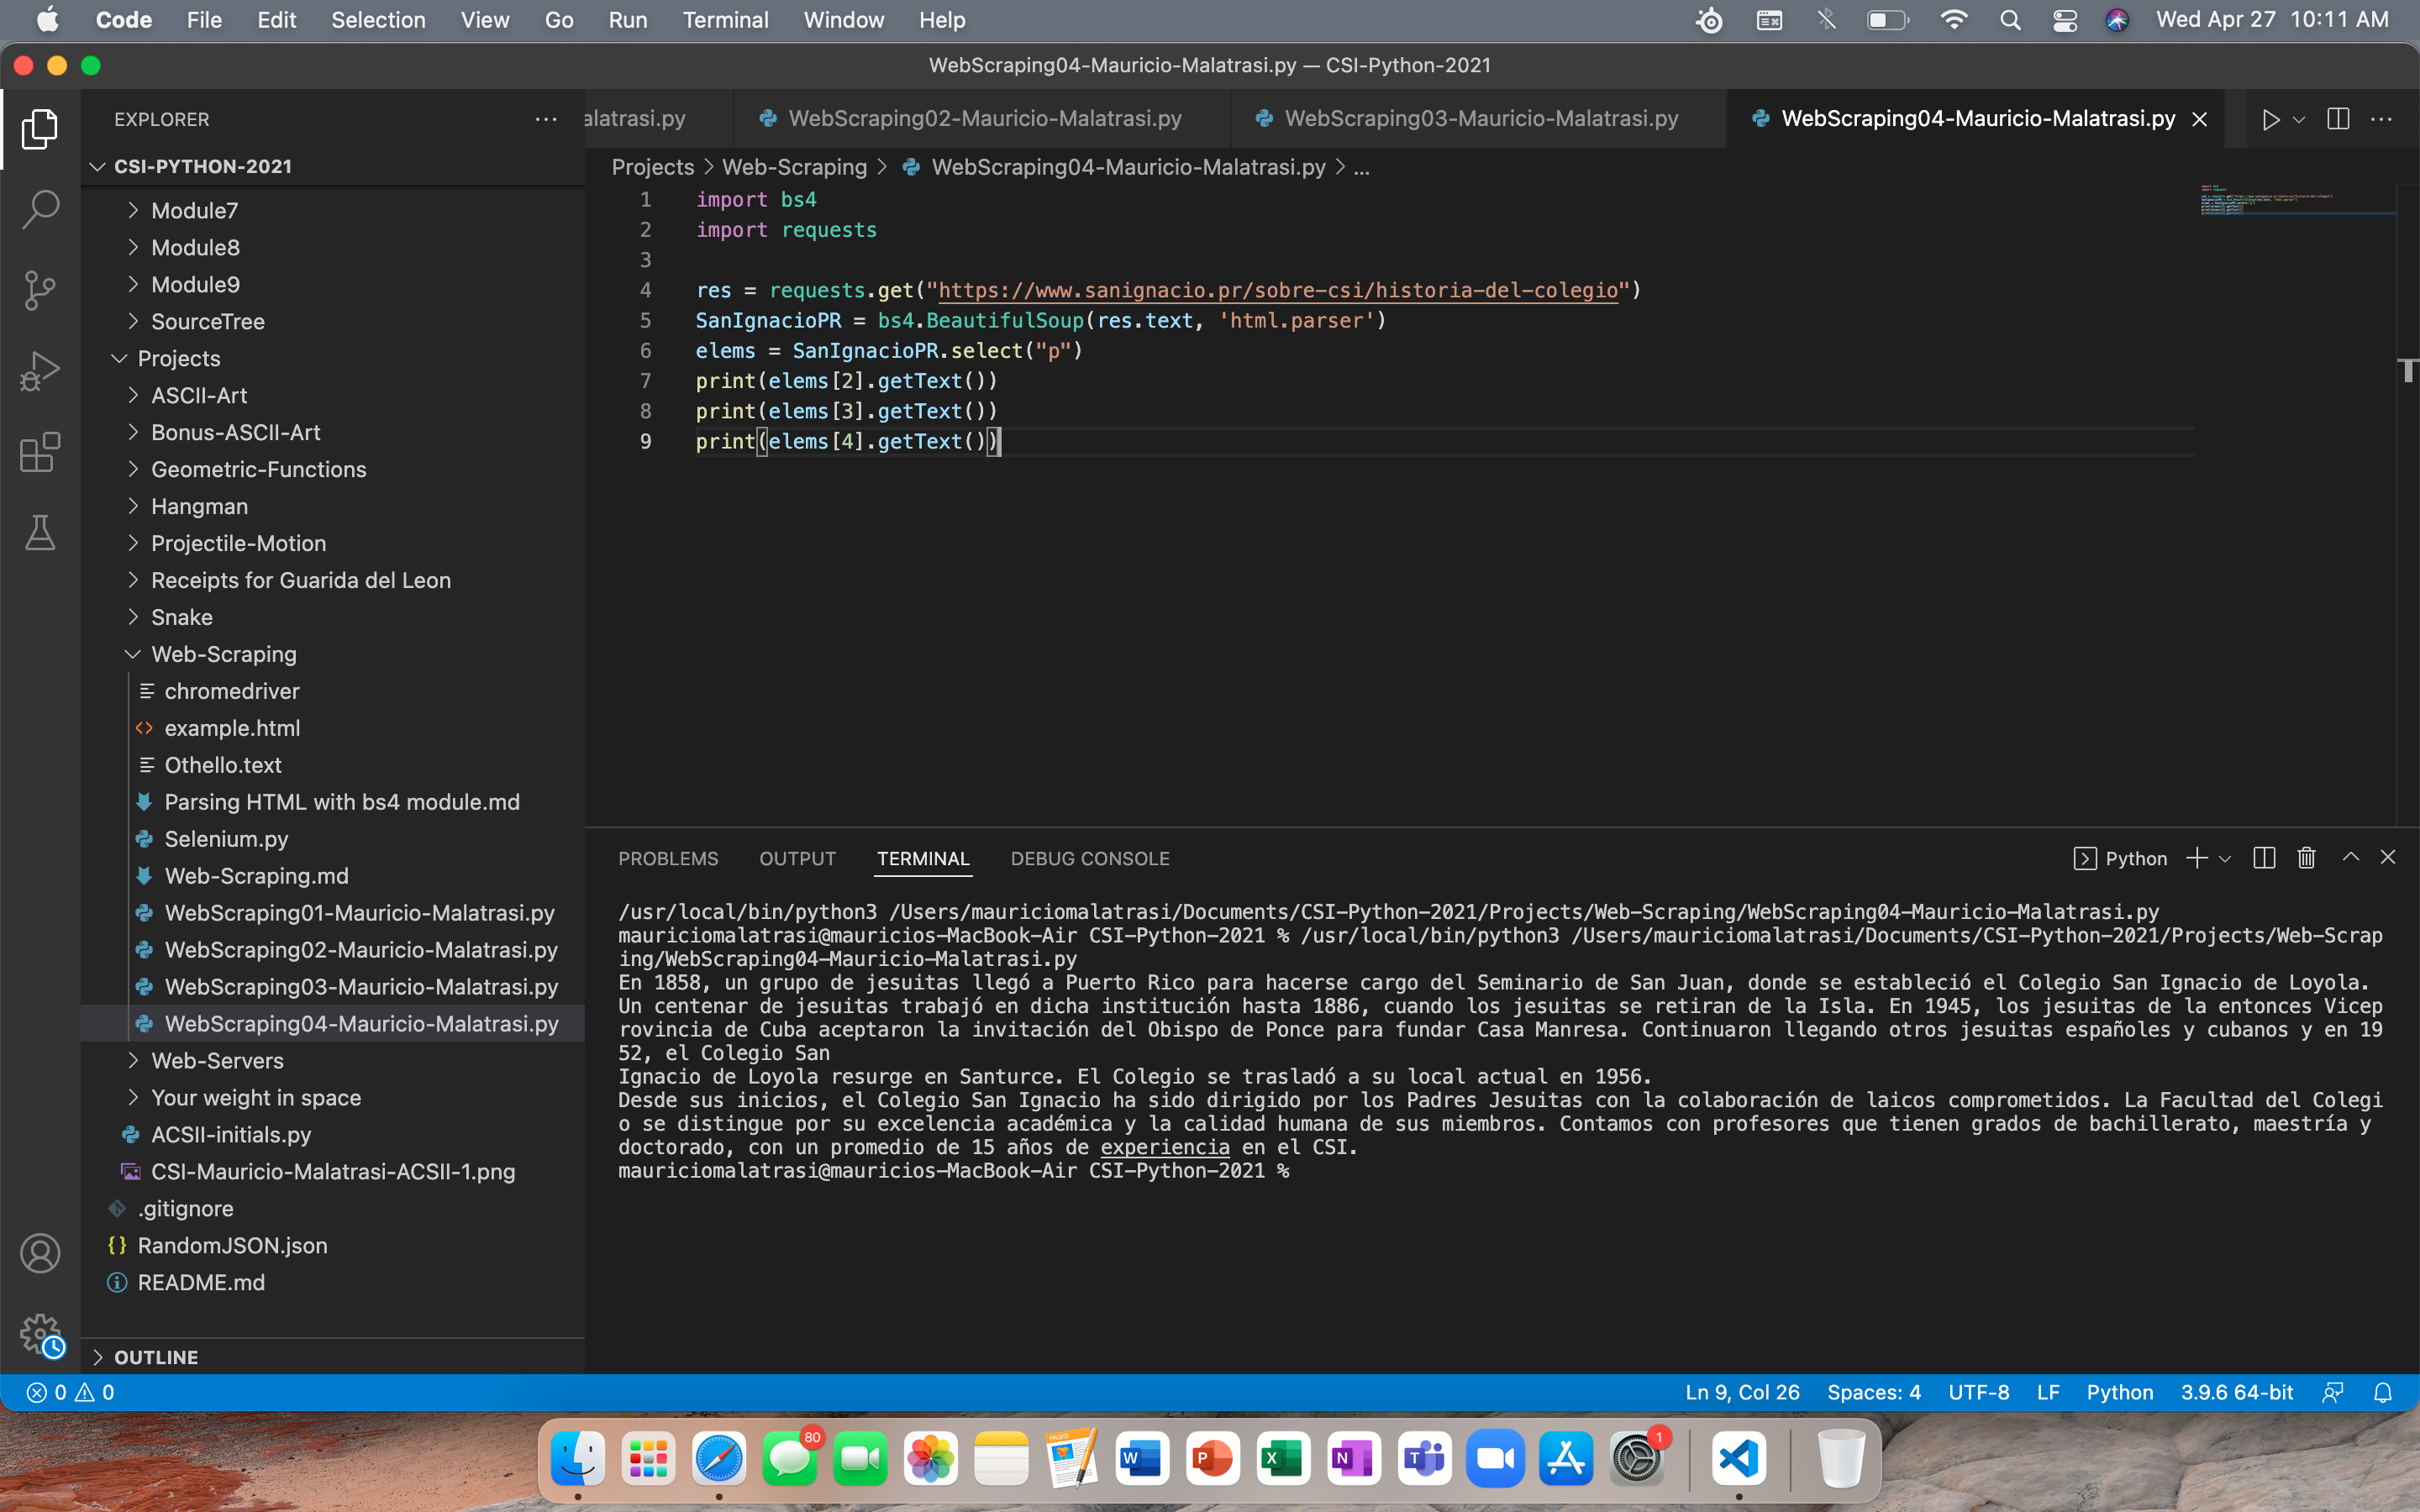 Code File Edit Selection View Go Run Terminal Window Help Wed Apr 27 10:11 AM
WebScraping04-Mauricio-Malatrasi.py — CSI-Python-2021
EXPLORER
alatrasi.py WebScraping02-Mauricio-Malatrasi.py WebScraping03-Mauricio-Malatrasi.py WebScraping04-Mauricio-Malatrasi.py
CSI-PYTHON-2021
Module7
Module8
Module9
SourceTree
Projects
ASCII-Art
Bonus-ASCII-Art
Geometric-Functions
Hangman
Projectile-Motion
Receipts for Guarida del Leon
Snake
Web-Scraping
chromedriver
example.html
Othello.text
Parsing HTML with bs4 module.md
Selenium.py
Web-Scraping.md
WebScraping01-Mauricio-Malatrasi.py
WebScraping02-Mauricio-Malatrasi.py
WebScraping03-Mauricio-Malatrasi.py
WebScraping04-Mauricio-Malatrasi.py
Web-Servers
Your weight in space
ACSII-initials.py
CSI-Mauricio-Malatrasi-ACSII-1.png
.gitignore
RandomJSON.json
README.md
OUTLINE
Projects > Web-Scraping > WebScraping04-Mauricio-Malatrasi.py > ...
1 import bs4
2 import requests
3
4 res = requests.get("https://www.sanignacio.pr/sobre-csi/historia-del-colegio")
5 SanIgnacioPR = bs4.BeautifulSoup(res.text, 'html.parser')
6 elems = SanIgnacioPR.select("p")
7 print(elems[2].getText())
8 print(elems[3].getText())
9 print(elems[4].getText())
PROBLEMS OUTPUT TERMINAL DEBUG CONSOLE Python
/usr/local/bin/python3 /Users/mauriciomalatrasi/Documents/CSI-Python-2021/Projects/Web-Scraping/WebScraping04-Mauricio-Malatrasi.py
mauriciomalatrasi@mauricios-MacBook-Air CSI-Python-2021 % /usr/local/bin/python3 /Users/mauriciomalatrasi/Documents/CSI-Python-2021/Projects/Web-Scrap
ing/WebScraping04-Mauricio-Malatrasi.py
En 1858, un grupo de jesuitas llegó a Puerto Rico para hacerse cargo del Seminario de San Juan, donde se estableció el Colegio San Ignacio de Loyola.
Un centenar de jesuitas trabajó en dicha institución hasta 1886, cuando los jesuitas se retiran de la Isla. En 1945, los jesuitas de la entonces Vicep
rovincia de Cuba aceptaron la invitación del Obispo de Ponce para fundar Casa Manresa. Continuaron llegando otros jesuitas españoles y cubanos y en 19
52, el Colegio San
Ignacio de Loyola resurge en Santurce. El Colegio se trasladó a su local actual en 1956.
Desde sus inicios, el Colegio San Ignacio ha sido dirigido por los Padres Jesuitas con la colaboración de laicos comprometidos. La Facultad del Colegi
o se distingue por su excelencia académica y la calidad humana de sus miembros. Contamos con profesores que tienen grados de bachillerato, maestría y
doctorado, con un promedio de 15 años de experiencia en el CSI.
mauriciomalatrasi@mauricios-MacBook-Air CSI-Python-2021 %
0 0 Ln 9, Col 26 Spaces: 4 UTF-8 LF Python 3.9.6 64-bit
80 PAGES W P X N T 1